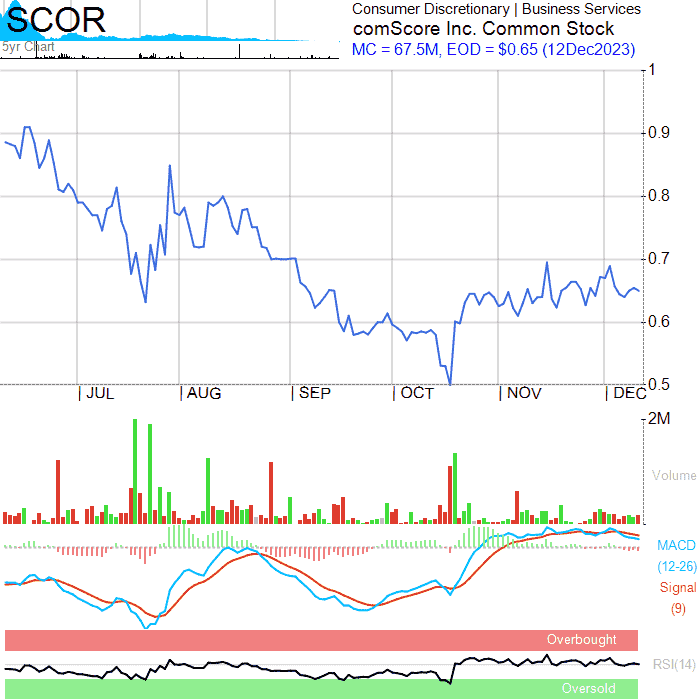 SCOR
5yr Chart
Consumer Discretionary | Business Services
comScore Inc. Common Stock
MC = 67.5M, EOD = $0.65 (12Dec2023)
1
0.9
0.8
0.7
0.6
0.5
JUL AUG SEP OCT NOV DEC
2M
Volume
MACD
(12-26)
Signal
(9)
Overbought
RSI(14)
Oversold